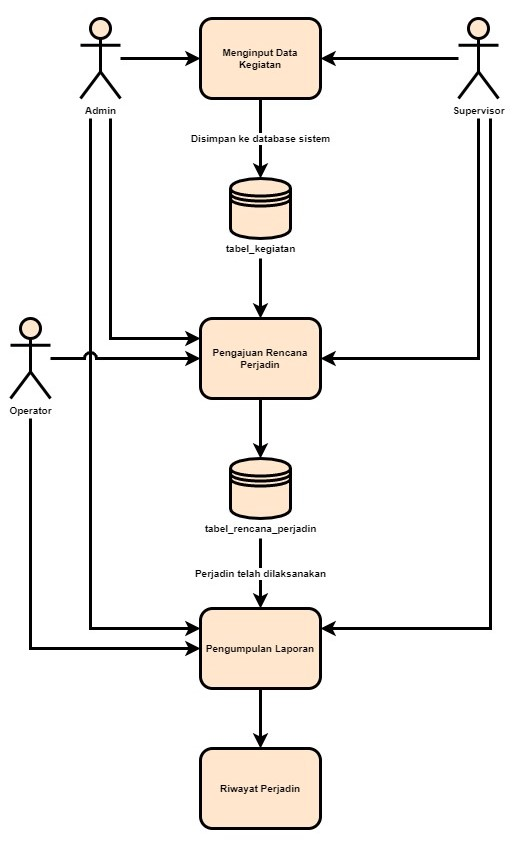 Menginput Data
Kegiatan
Admin
Supervisor
Disimpan ke database sistem
tabel_kegiatan
Pengajuan Rencana
Perjadin
Operator
tabel_rencana_perjadin
Perjadin telah dilaksanakan
Pengumpulan Laporan
Riwayat Perjadin